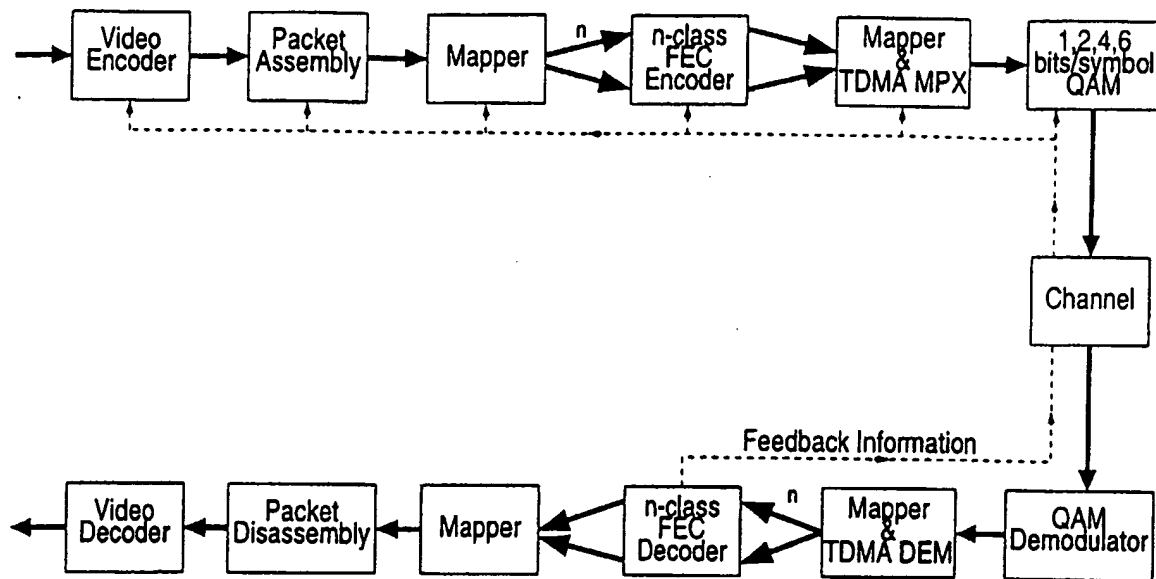 Video
Encoder
Packet
Assembly
Mapper
n
n-class
FEC
Encoder
Mapper
&
TDMA MPX
1,2,4,6
bits/symbol
QAM
Channel
Feedback Information
Video
Decoder
Packet
Disassembly
Mapper
n-class
FEC
Decoder
n
Mapper
&
TDMA DEM
QAM
Demodulator